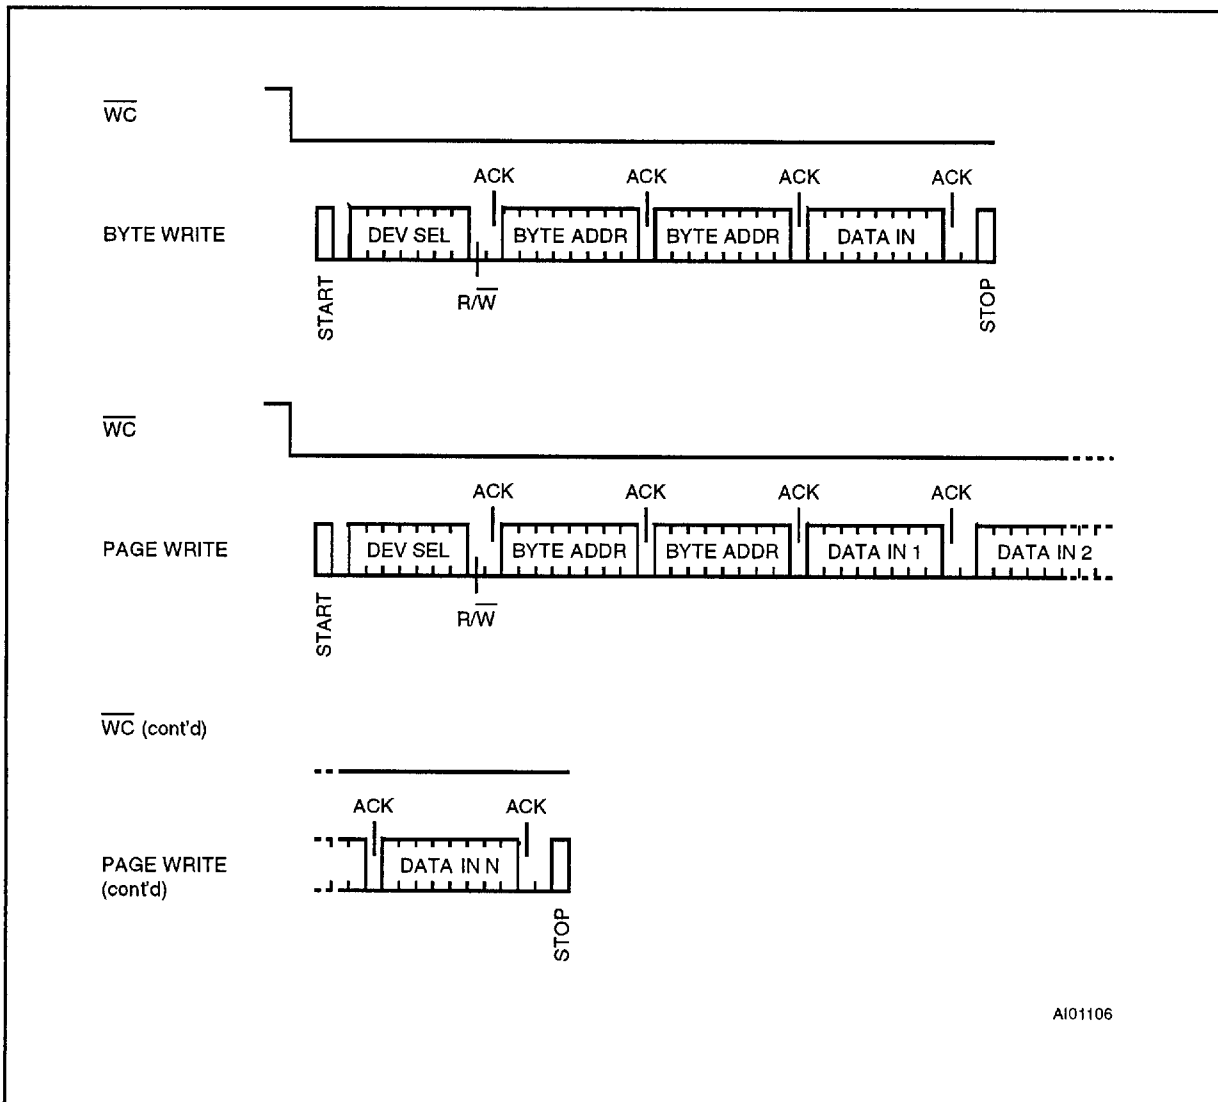 WC
ACK ACK ACK ACK
BYTE WRITE DEV SEL BYTE ADDR BYTE ADDR DATA IN
R/W
START
STOP
WC
ACK ACK ACK ACK
PAGE WRITE DEV SEL BYTE ADDR BYTE ADDR DATA IN 1 DATA IN 2
R/W
START
WC (cont'd)
ACK ACK
PAGE WRITE
(cont'd)
DATA IN N
STOP
AI01106